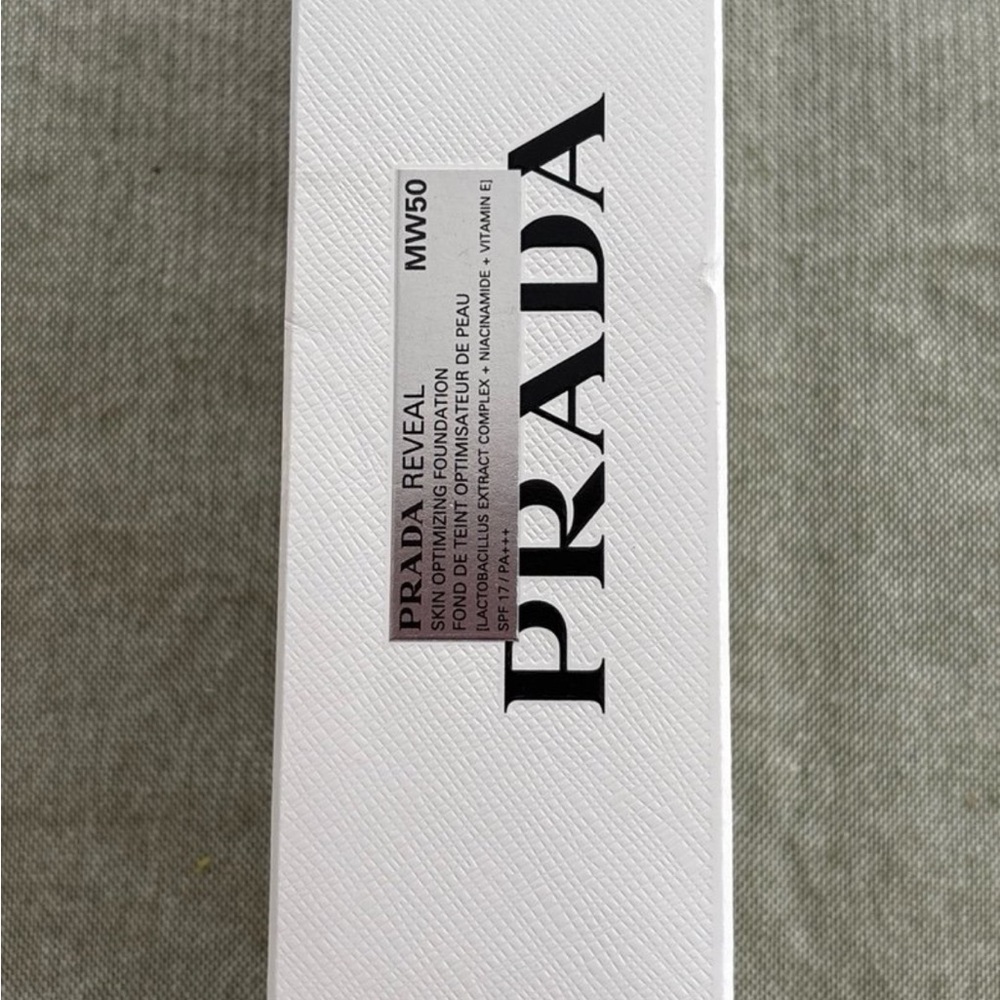 PRADA REVEAL MW50
SKIN OPTIMIZING FOUNDATION
FOND DE TEINT OPTIMISATEUR DE PEAU
[LACTOBACILLUS EXTRACT COMPLEX + NIACINAMIDE + VITAMIN E]
SPF 17 / PA+++
PRADA